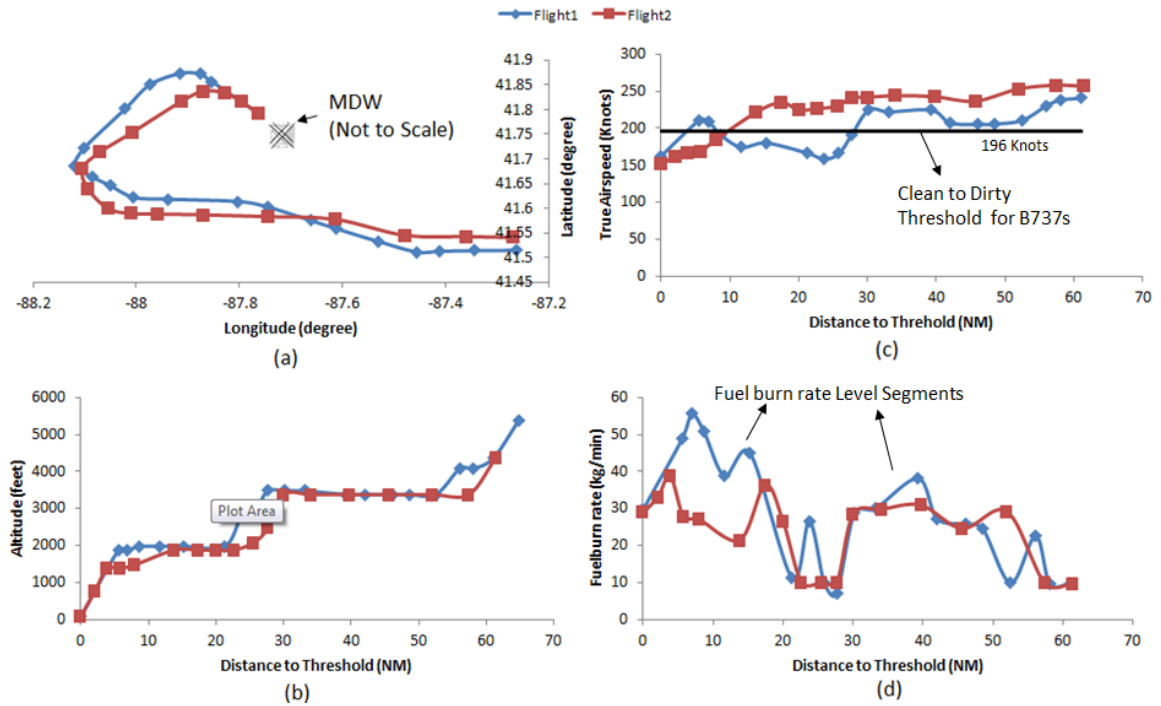 Flight1 Flight2
41.9
41.85
41.8
41.75
41.7
41.65
41.6
41.55
41.5
41.45
Latitude (degree)
MDW
(Not to Scale)
-88.2 -88 -87.8 -87.6 -87.4 -87.2
Longitude (degree)
(a)
300
250
200
150
100
50
0
True Airspeed (Knots)
196 Knots
Clean to Dirty
Threshold for B737s
0 10 20 30 40 50 60 70
Distance to Threhold (NM)
(c)
6000
5000
4000
3000
2000
1000
0
Altitude (feet)
Plot Area
0 10 20 30 40 50 60 70
Distance to Threshold (NM)
(b)
60
50
40
30
20
10
0
Fuelburn rate (kg/min)
Fuel burn rate Level Segments
0 10 20 30 40 50 60 70
Distance to Threshold (NM)
(d)